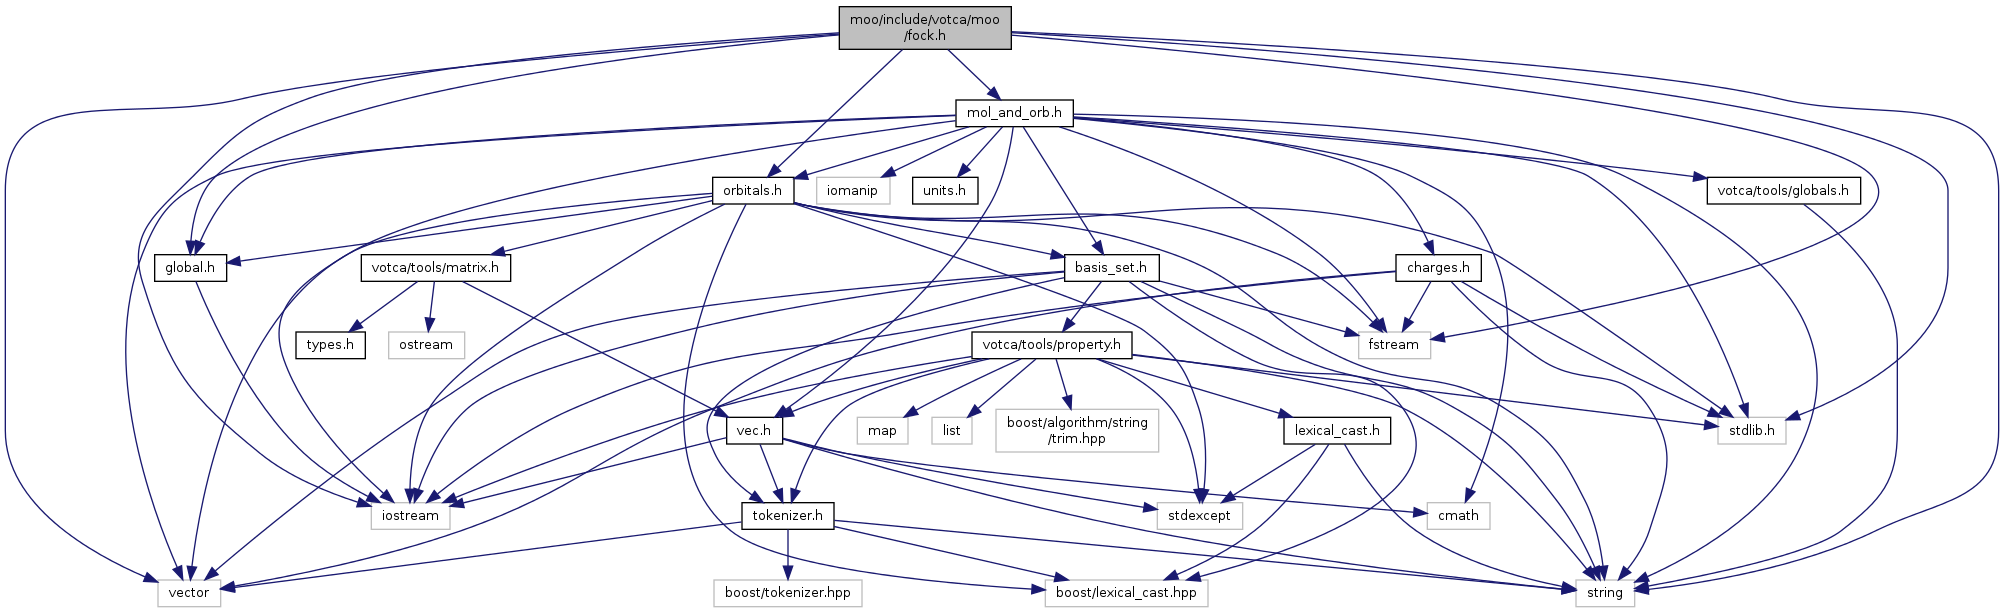 moo/include/votca/moo
/fock.h
mol_and_orb.h
orbitals.h
iomanip
units.h
votca/tools/globals.h
global.h
votca/tools/matrix.h
basis_set.h
charges.h
types.h
ostream
votca/tools/property.h
fstream
vec.h
map
list
boost/algorithm/string
/trim.hpp
lexical_cast.h
stdlib.h
iostream
tokenizer.h
stdexcept
cmath
vector
boost/tokenizer.hpp
boost/lexical_cast.hpp
string